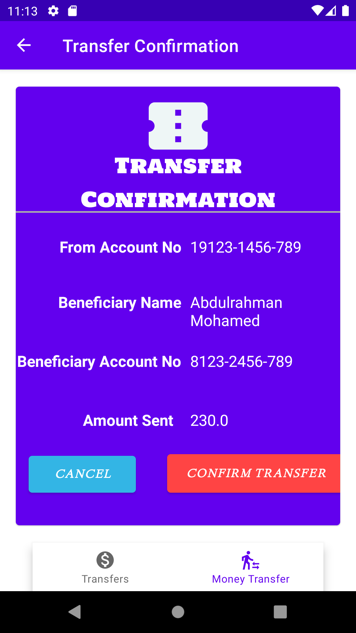 11:13
Transfer Confirmation
Transfer
Confirmation
From Account No 19123-1456-789
Beneficiary Name Abdulrahman
Mohamed
Beneficiary Account No 8123-2456-789
Amount Sent 230.0
CANCEL CONFIRM TRANSFER
Transfers Money Transfer